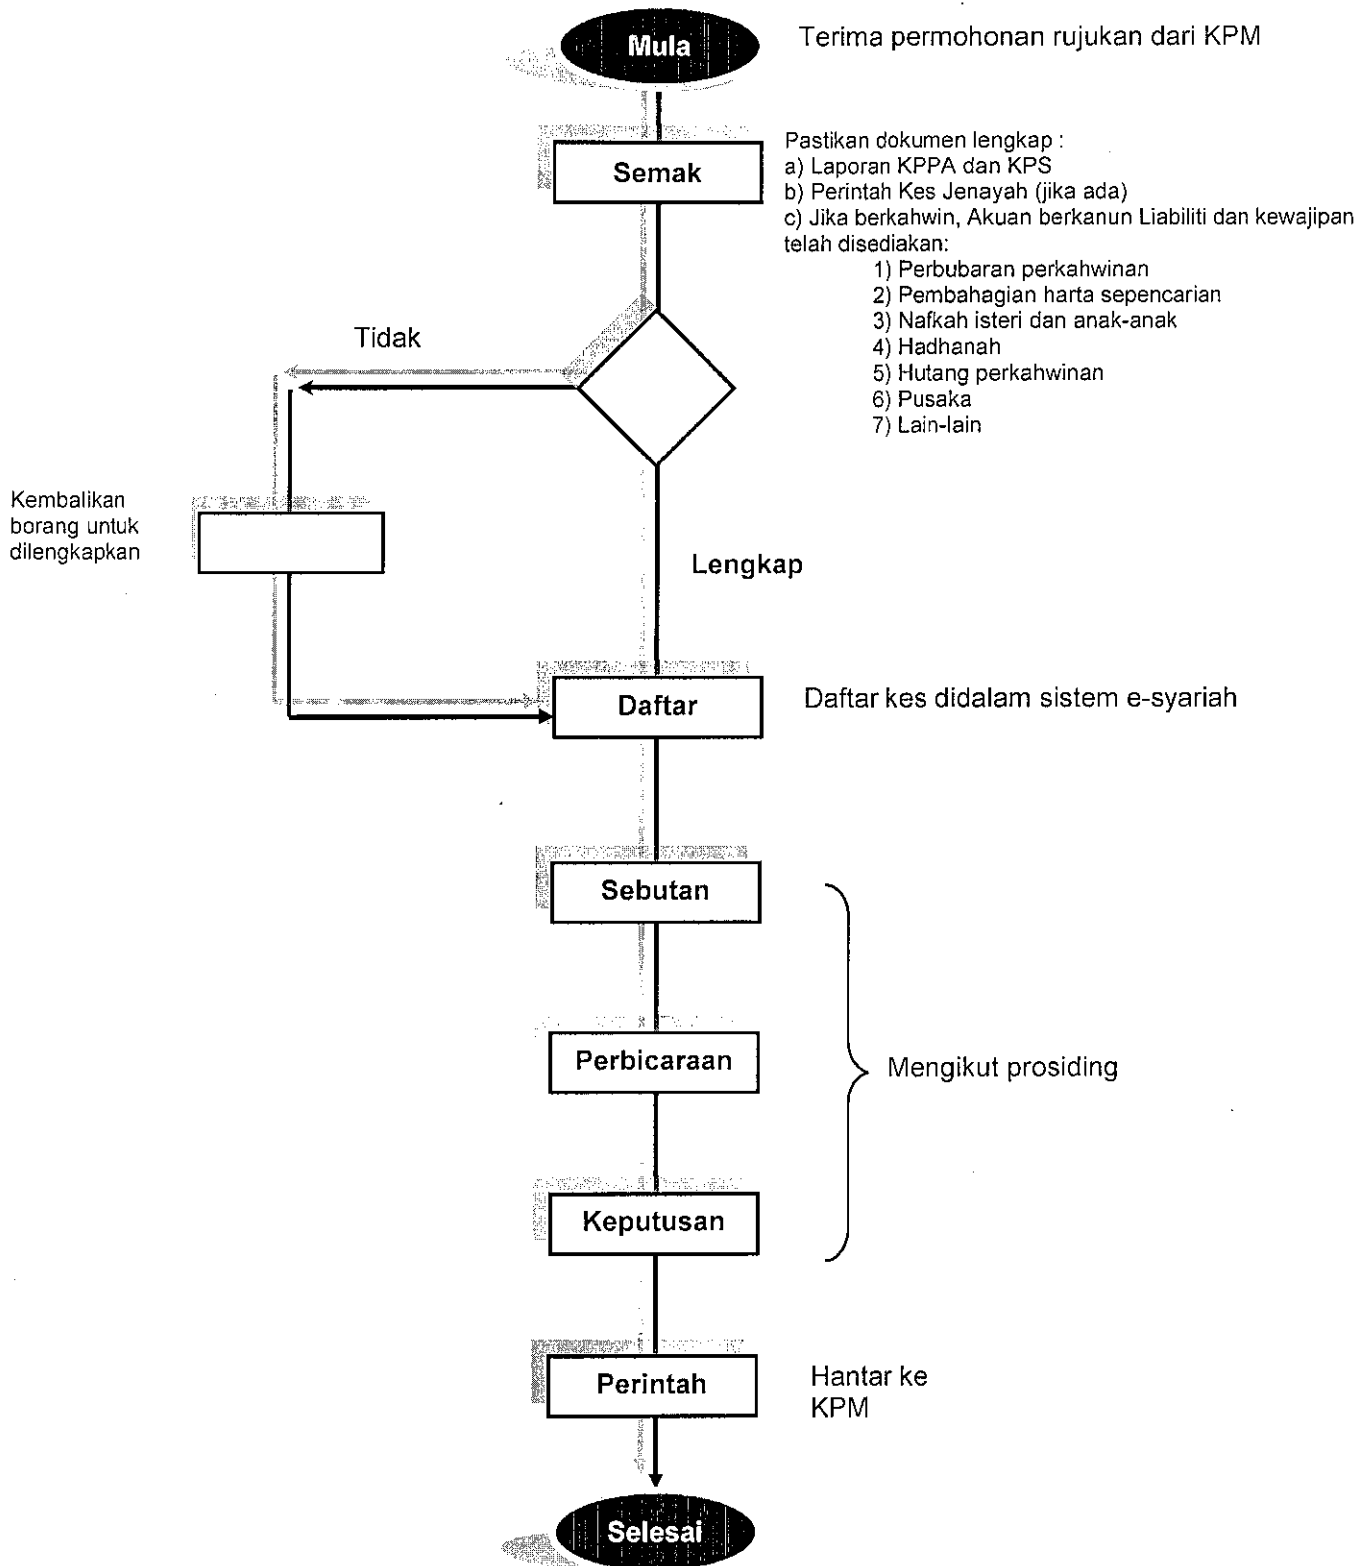 Mula
Terima permohonan rujukan dari KPM
Semak
Pastikan dokumen lengkap :
a) Laporan KPPA dan KPS
b) Perintah Kes Jenayah (jika ada)
c) Jika berkahwin, Akuan berkanun Liabiliti dan kewajipan
telah disediakan:
1) Perbubaran perkahwinan
2) Pembahagian harta sepencarian
3) Nafkah isteri dan anak-anak
4) Hadhanah
5) Hutang perkahwinan
6) Pusaka
7) Lain-lain
Tidak
Kembalikan
borang untuk
dilengkapkan
Lengkap
Daftar
Daftar kes didalam sistem e-syariah
Sebutan
Perbicaraan
Mengikut prosiding
Keputusan
Perintah
Hantar ke
KPM
Selesai